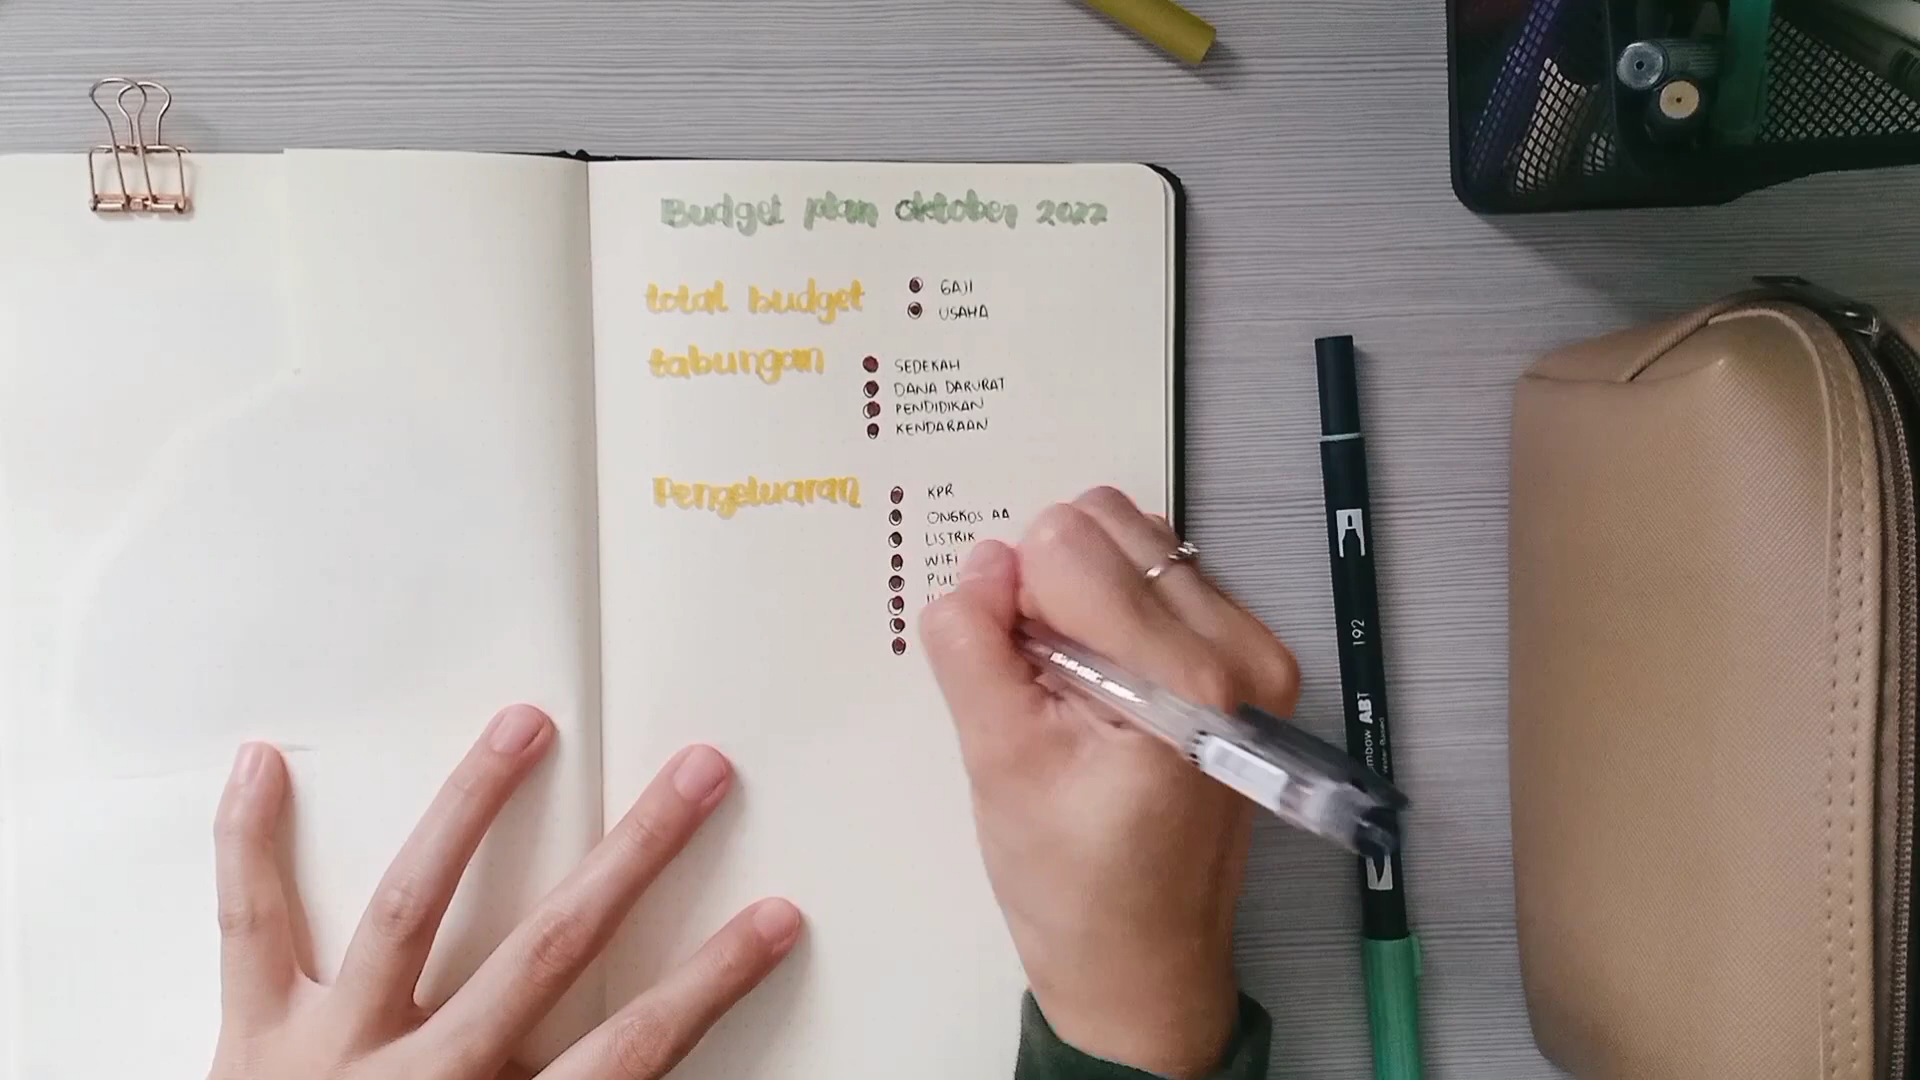 Budget plan oktober 2022
total budget
GAJI
USAHA
tabungan
SEDEKAH
DANA DARURAT
PENDIDIKAN
KENDARAAN
Pengeluaran
KPR
ONGKOS AA
LISTRIK
WIFI
PUL
192
ABT